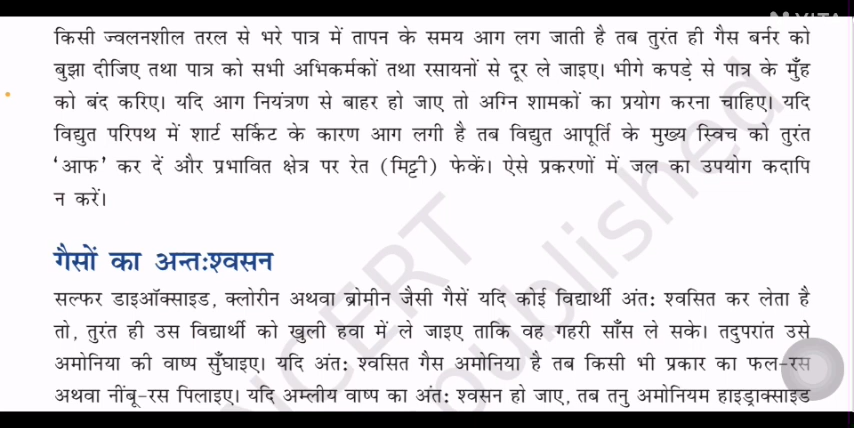 किसी ज्वलनशील तरल से भरे पात्र में तापन के समय आग लग जाती है तब तुरंत ही गैस बर्नर को
बुझा दीजिए तथा पात्र को सभी अभिकर्मकों तथा रसायनों से दूर ले जाइए। भीगे कपड़े से पात्र के मुँह
को बंद करिए। यदि आग नियंत्रण से बाहर हो जाए तो अग्नि शामकों का प्रयोग करना चाहिए। यदि
विद्युत परिपथ में शार्ट सर्किट के कारण आग लगी है तब विद्युत आपूर्ति के मुख्य स्विच को तुरंत
‘आफ’ कर दें और प्रभावित क्षेत्र पर रेत (मिट्टी) फेकें। ऐसे प्रकरणों में जल का उपयोग कदापि
न करें।
गैसों का अन्तःश्वसन
सल्फर डाइऑक्साइड, क्लोरीन अथवा ब्रोमीन जैसी गैसें यदि कोई विद्यार्थी अंत: श्वसित कर लेता है
तो, तुरंत ही उस विद्यार्थी को खुली हवा में ले जाइए ताकि वह गहरी साँस ले सके। तदुपरांत उसे
अमोनिया की वाष्प सुँघाइए। यदि अंत: श्वसित गैस अमोनिया है तब किसी भी प्रकार का फल-रस
अथवा नींबू-रस पिलाइए। यदि अम्लीय वाष्प का अंत: श्वसन हो जाए, तब तनु अमोनियम हाइड्राक्साइड
NCERT
published